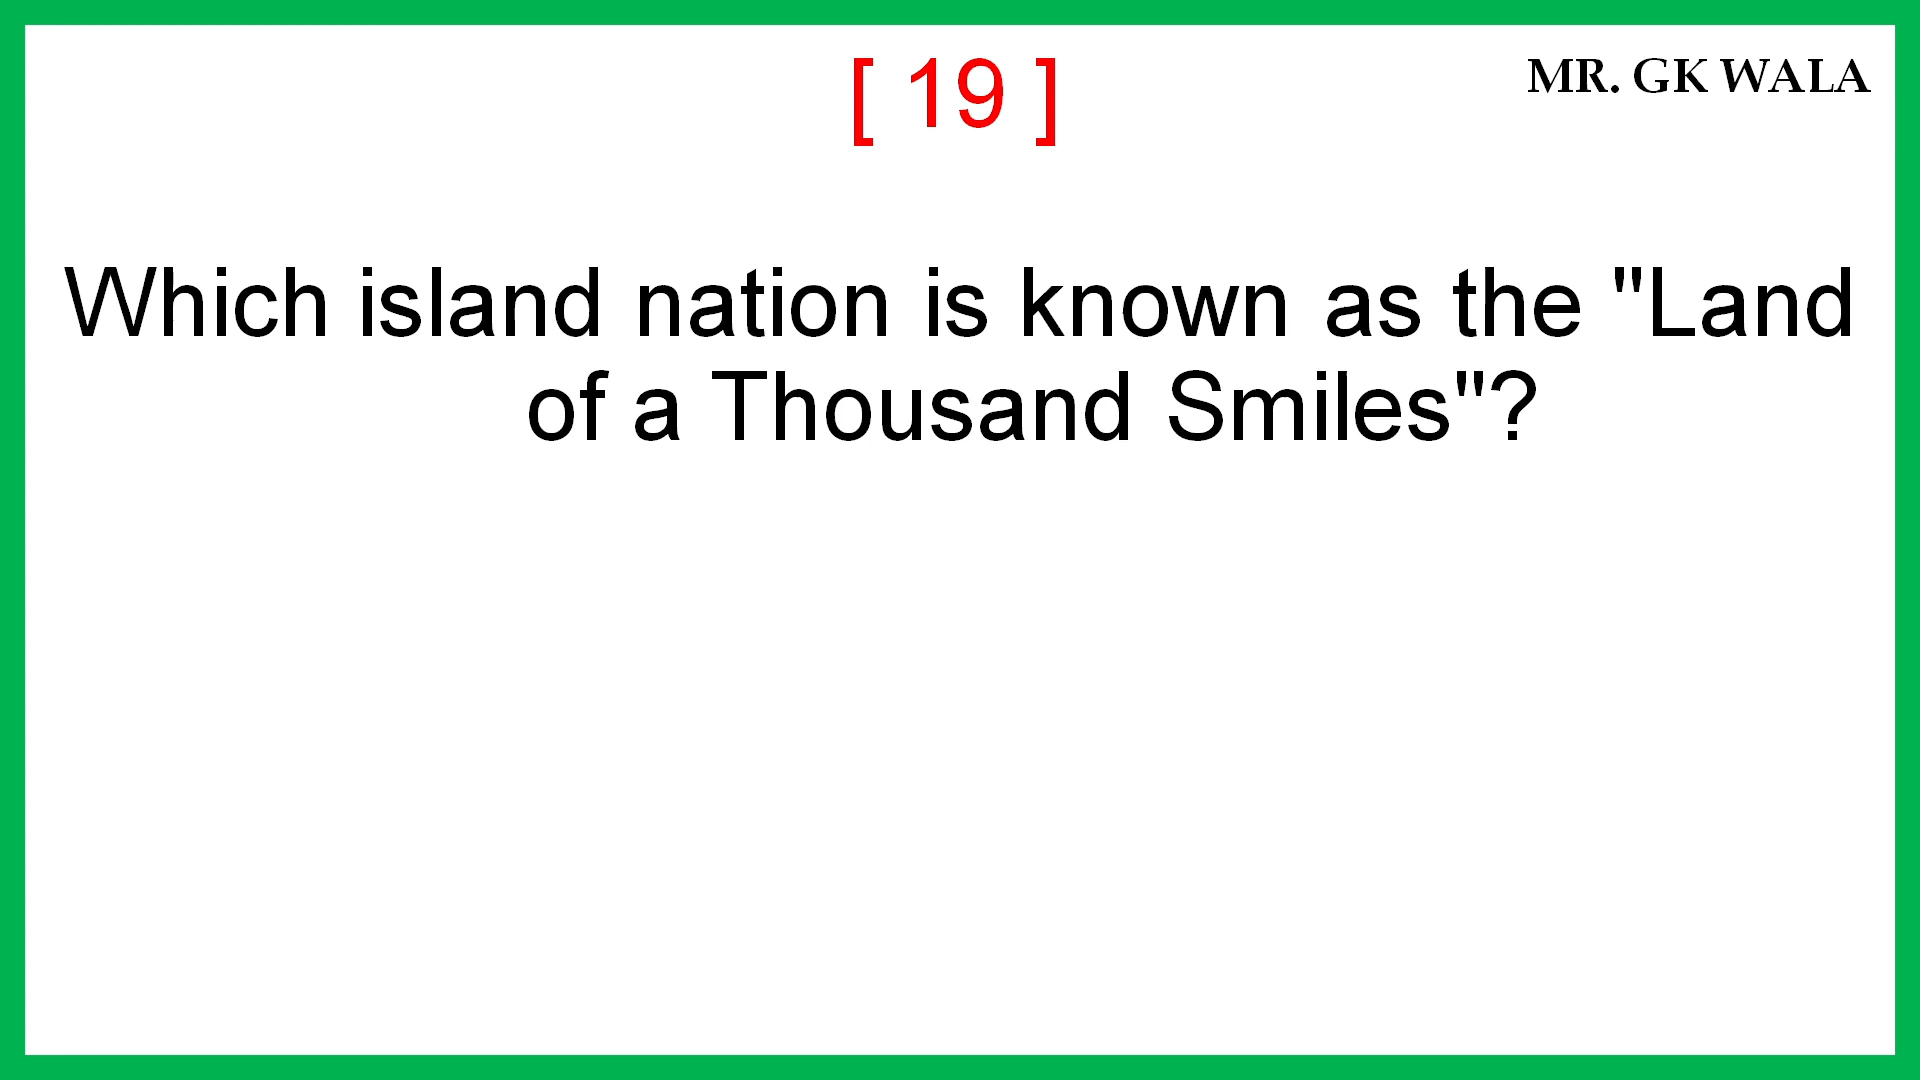 [ 19 ]
MR. GK WALA
Which island nation is known as the "Land
of a Thousand Smiles"?